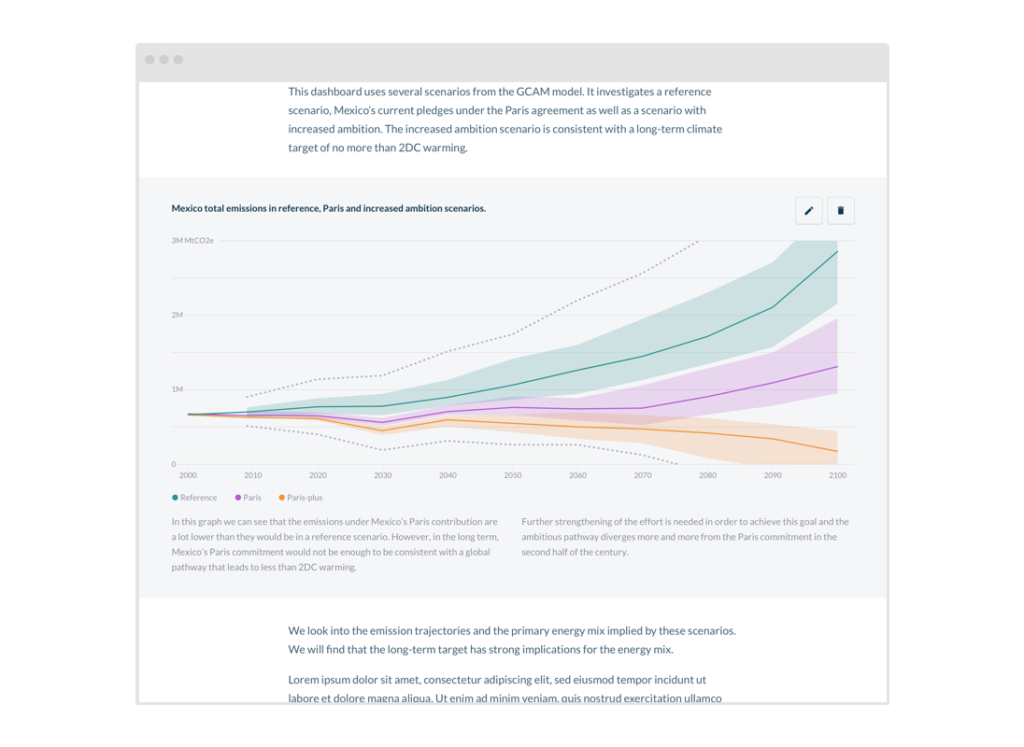 This dashboard uses several scenarios from the GCAM model. It investigates a reference
scenario, Mexico's current pledges under the Paris agreement as well as a scenario with
increased ambition. The increased ambition scenario is consistent with a long-term climate
target of no more than 2DC warming.
Mexico total emissions in reference, Paris and increased ambition scenarios.
3M MtCO2e
2M
1M
0
2000 2010 2020 2030 2040 2050 2060 2070 2080 2090 2100
Reference Paris Paris-plus
In this graph we can see that the emissions under Mexico's Paris contribution are
a lot lower than they would be in a reference scenario. However, in the long term,
Mexico's Paris commitment would not be enough to be consistent with a global
pathway that leads to less than 2DC warming.
Further strengthening of the effort is needed in order to achieve this goal and the
ambitious pathway diverges more and more from the Paris commitment in the
second half of the century.
We look into the emission trajectories and the primary energy mix implied by these scenarios.
We will find that the long-term target has strong implications for the energy mix.
Lorem ipsum dolor sit amet, consectetur adipiscing elit, sed eiusmod tempor incidunt ut
labore et dolore magna aliqua. Ut enim ad minim veniam, quis nostrud exercitation ullamco